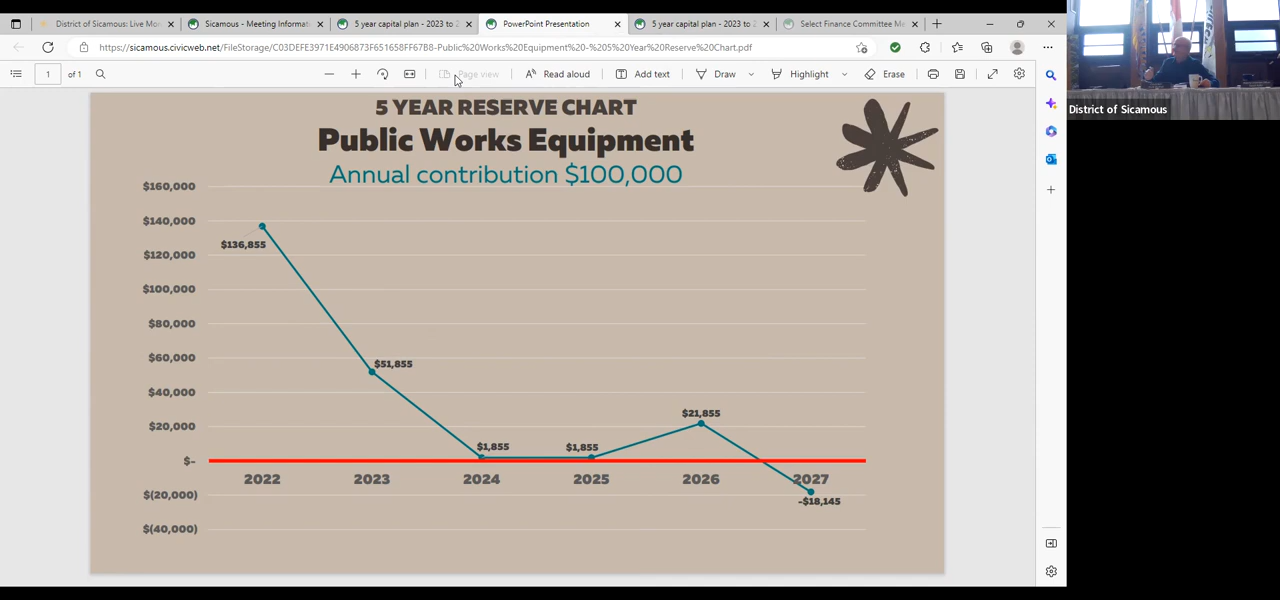 District of Sicamous: Live Mo
Sicamous - Meeting Informat
5 year capital plan - 2023 to 2
PowerPoint Presentation
5 year capital plan - 2023 to 2
Select Finance Committee Me
https://sicamous.civicweb.net/FileStorage/C03DEFE3971E4906873F651658FF67B8-Public%20Works%20Equipment%20-%205%20Year%20Reserve%20Chart.pdf
1 of 1
Page view
Read aloud
Add text
Draw
Highlight
Erase
District of Sicamous
5 YEAR RESERVE CHART
Public Works Equipment
Annual contribution $100,000
$160,000
$140,000
$136,855
$120,000
$100,000
$80,000
$60,000
$51,855
$40,000
$20,000
$21,855
$1,855
$1,855
$-
2022 2023 2024 2025 2026 2027
$(20,000)
-$18,145
$(40,000)